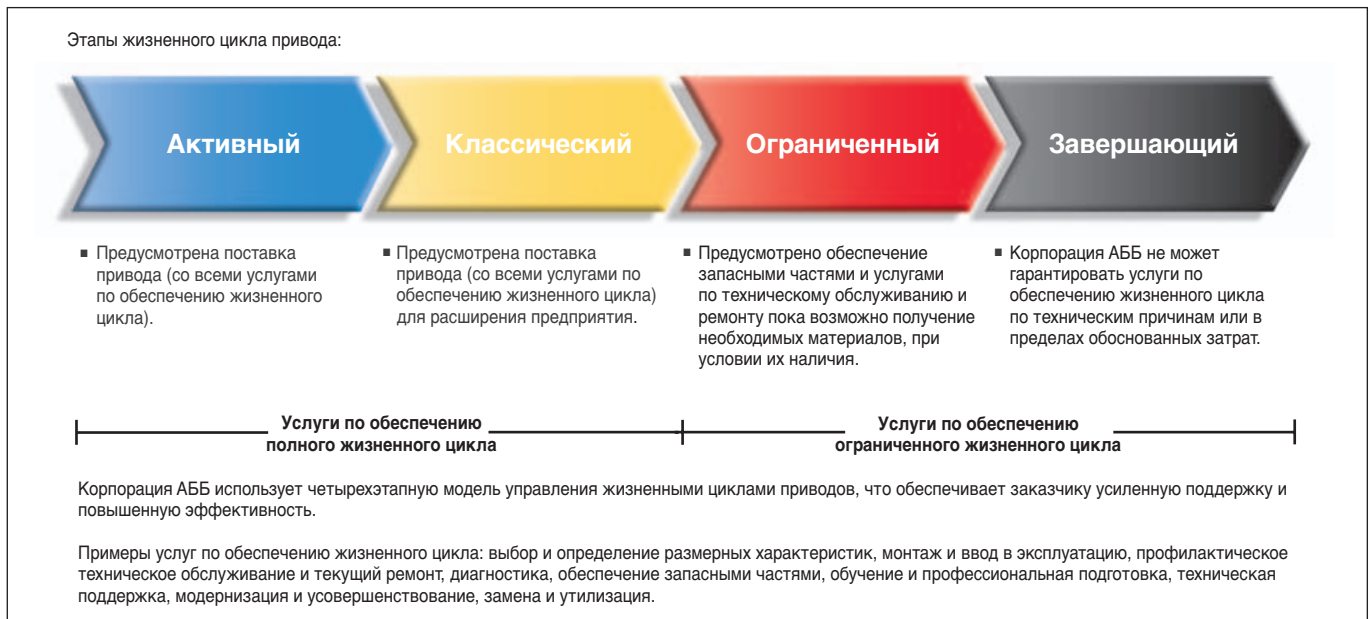 Этапы жизненного цикла привода:
Активный
Классический
Ограниченный
Завершающий
▪ Предусмотрена поставка
привода (со всеми услугами
по обеспечению жизненного
цикла).
▪ Предусмотрена поставка
привода (со всеми услугами по
обеспечению жизненного цикла)
для расширения предприятия.
▪ Предусмотрено обеспечение
запасными частями и услугами
по техническому обслуживанию и
ремонту пока возможно получение
необходимых материалов, при
условии их наличия.
▪ Корпорация АББ не может
гарантировать услуги по
обеспечению жизненного цикла
по техническим причинам или в
пределах обоснованных затрат.
Услуги по обеспечению
полного жизненного цикла
Услуги по обеспечению
ограниченного жизненного цикла
Корпорация АББ использует четырехэтапную модель управления жизненными циклами приводов, что обеспечивает заказчику усиленную поддержку и
повышенную эффективность.
Примеры услуг по обеспечению жизненного цикла: выбор и определение размерных характеристик, монтаж и ввод в эксплуатацию, профилактическое
техническое обслуживание и текущий ремонт, диагностика, обеспечение запасными частями, обучение и профессиональная подготовка, техническая
поддержка, модернизация и усовершенствование, замена и утилизация.